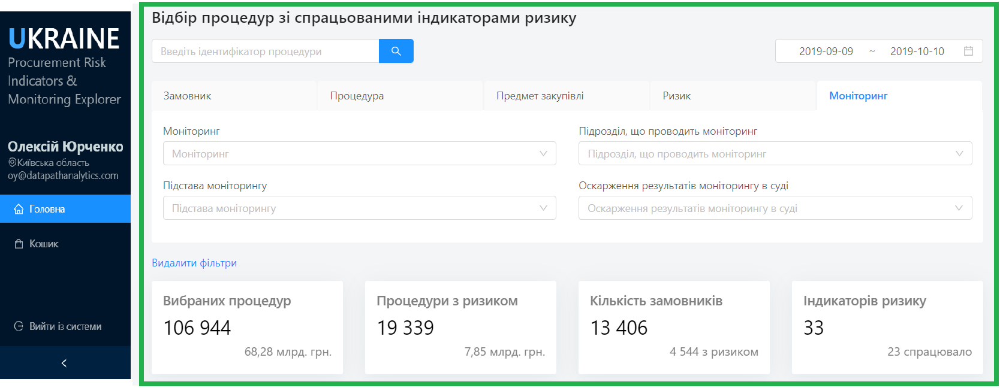 UKRAINE
Procurement Risk
Indicators &
Monitoring Explorer
Олексій Юрченко
Київська область
oy@datapathanalytics.com
Головна
Кошик
Вийти із системи
Відбір процедур зі спрацьованими індикаторами ризику
Введіть ідентифікатор процедури
2019-09-09 ~ 2019-10-10
Замовник Процедура Предмет закупівлі Ризик Моніторинг
Моніторинг Підрозділ, що проводить моніторинг
Моніторинг Підрозділ, що проводить моніторинг
Підстава моніторингу Оскарження результатів моніторингу в суді
Підстава моніторингу Оскарження результатів моніторингу в суді
Видалити фільтри
Вибраних процедур
106 944
68,28 млрд. грн.
Процедури з ризиком
19 339
7,85 млрд. грн.
Кількість замовників
13 406
4 544 з ризиком
Індикаторів ризику
33
23 спрацювало